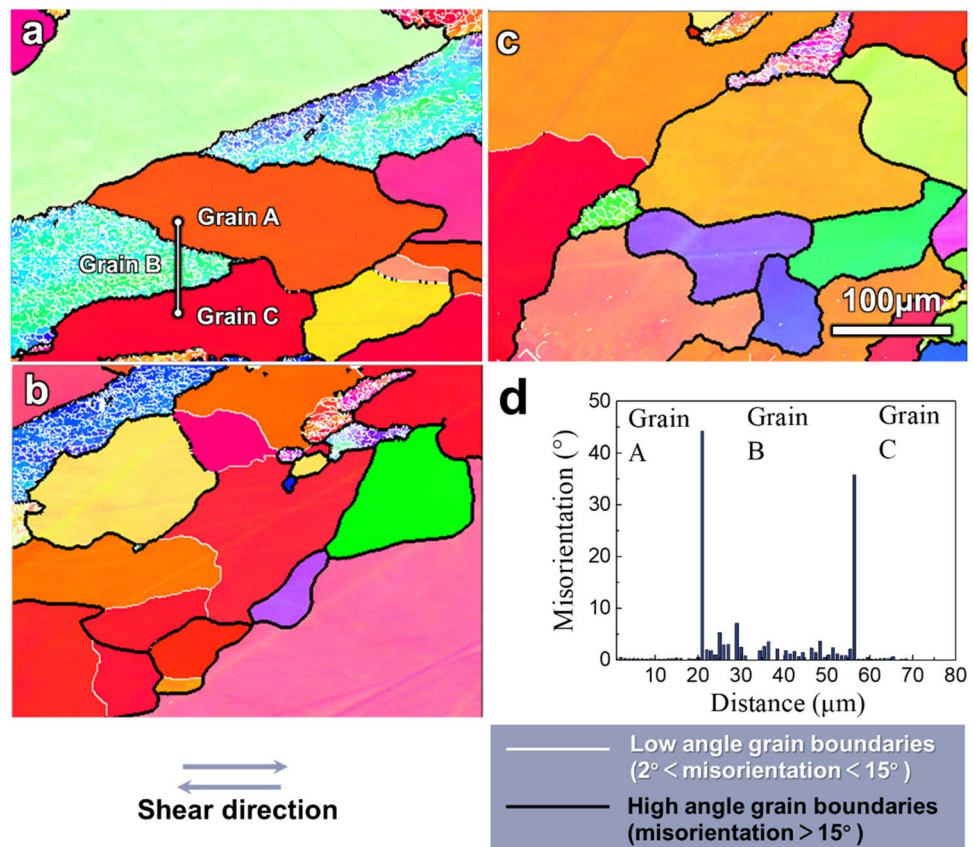 a
Grain A
Grain B
Grain C
b
c
100μm
d
Misorientation (°)
50
40
30
20
10
0
Grain
A
Grain
B
Grain
C
10 20 30 40 50 60 70 80
Distance (μm)
Shear direction
Low angle grain boundaries
(2° < misorientation < 15°)
High angle grain boundaries
(misorientation > 15°)